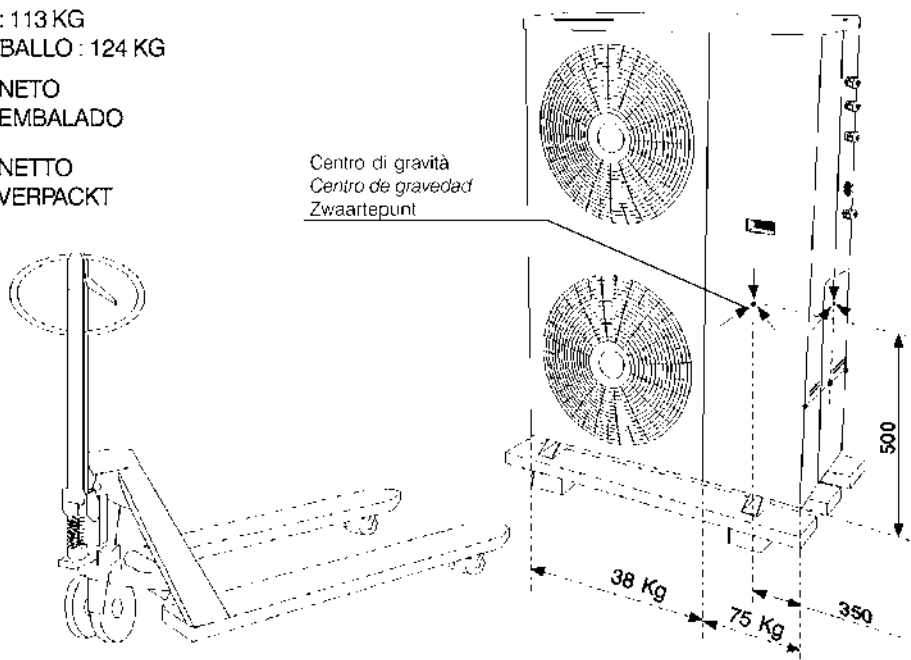 : 113 KG
BALLO : 124 KG
NETO
EMBALADO
NETTO
VERPACKT
Centro di gravità
Centro de gravedad
Zwaartepunt
500
38 Kg
75 Kg
350